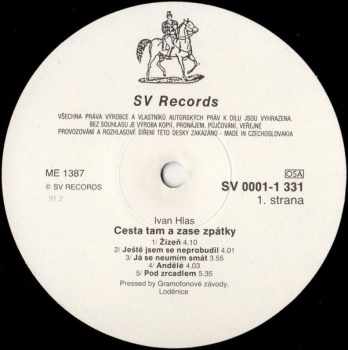 SV Records
VŠECHNA PRÁVA VÝROBCE A VLASTNÍKŮ AUTORSKÝCH PRÁV K DÍLU JSOU VYHRAZENA.
BEZ SOUHLASU JE VÝROBA KOPIÍ, PRONÁJEM, PŮJČOVÁNÍ, VEŘEJNÉ
PROVOZOVÁNÍ A ROZHLASOVÉ ŠÍŘENÍ TÉTO DESKY ZAKÁZÁNO - MADE IN CZECHOSLOVAKIA
ME 1387
OSA
© SV RECORDS
SV 0001-1 331
91 2
1. strana
Ivan Hlas
Cesta tam a zase zpátky
1/ Žízeň 4.10
2/ Ještě jsem se neprobudil 4.01
3/ Já se neumím smát 3.55
4/ Andělé 4.03
5/ Pod zrcadlem 5.35
Pressed by Gramofonové závody,
Loděnice